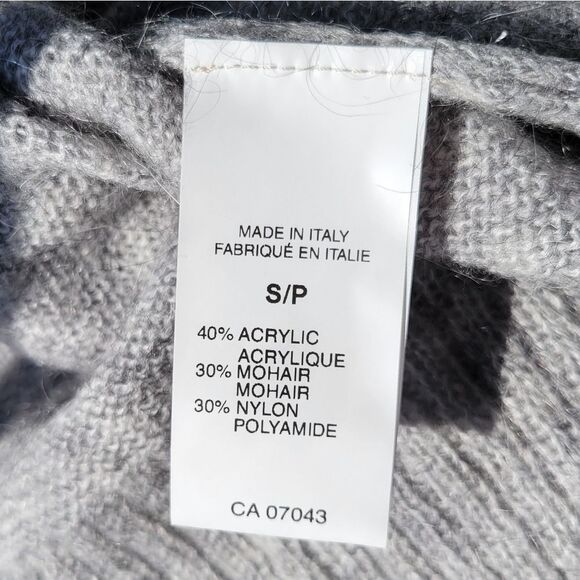 MADE IN ITALY
FABRIQUÉ EN ITALIE
S/P
40% ACRYLIC
ACRYLIQUE
30% MOHAIR
MOHAIR
30% NYLON
POLYAMIDE
CA 07043